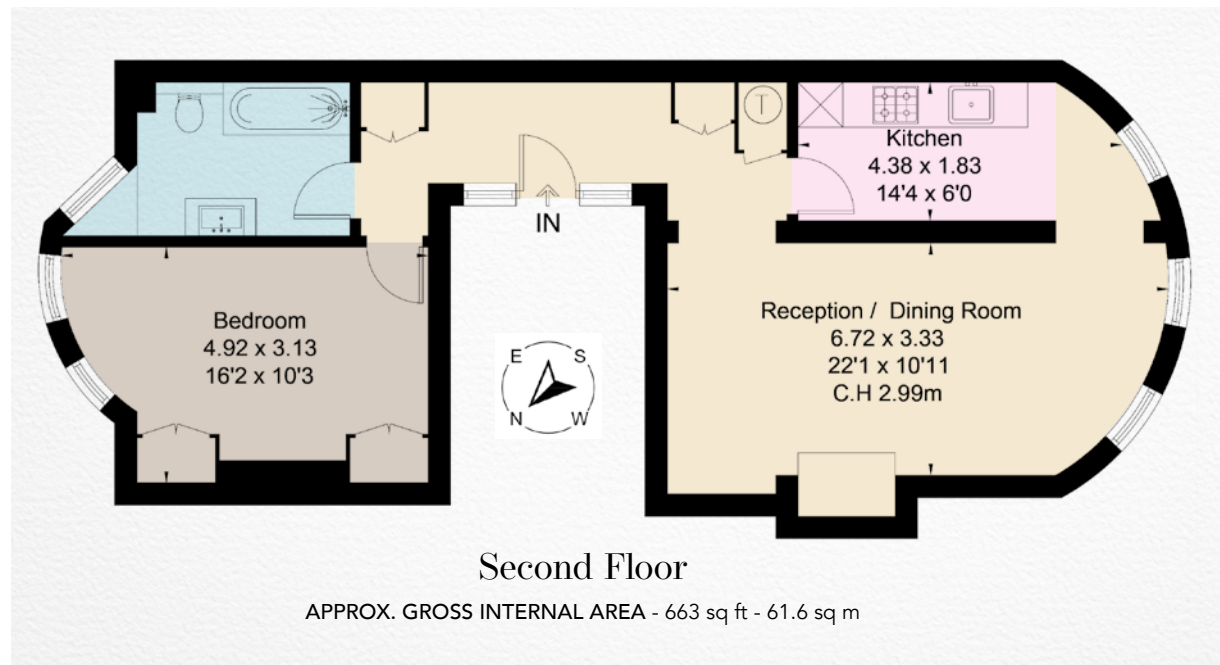 Kitchen
4.38 x 1.83
14'4 x 6'0
T
IN
Bedroom
4.92 x 3.13
16'2 x 10'3
Reception / Dining Room
6.72 x 3.33
22'1 x 10'11
C.H 2.99m
E S
N W
Second Floor
APPROX. GROSS INTERNAL AREA - 663 sq ft - 61.6 sq m